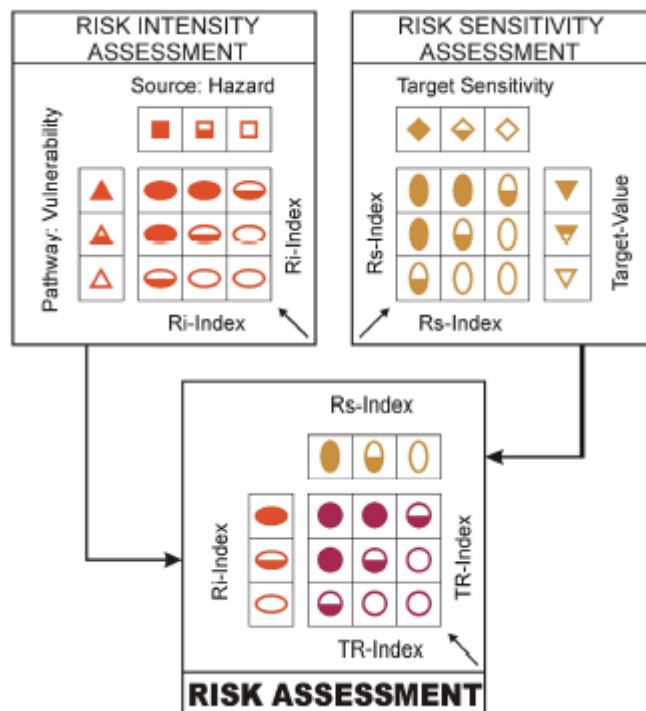 RISK INTENSITY
ASSESSMENT
Source: Hazard
Pathway: Vulnerability
Ri-Index
Ri-Index
RISK SENSITIVITY
ASSESSMENT
Target Sensitivity
Rs-Index
Target-Value
Rs-Index
Rs-Index
Ri-Index
TR-Index
TR-Index
RISK ASSESSMENT